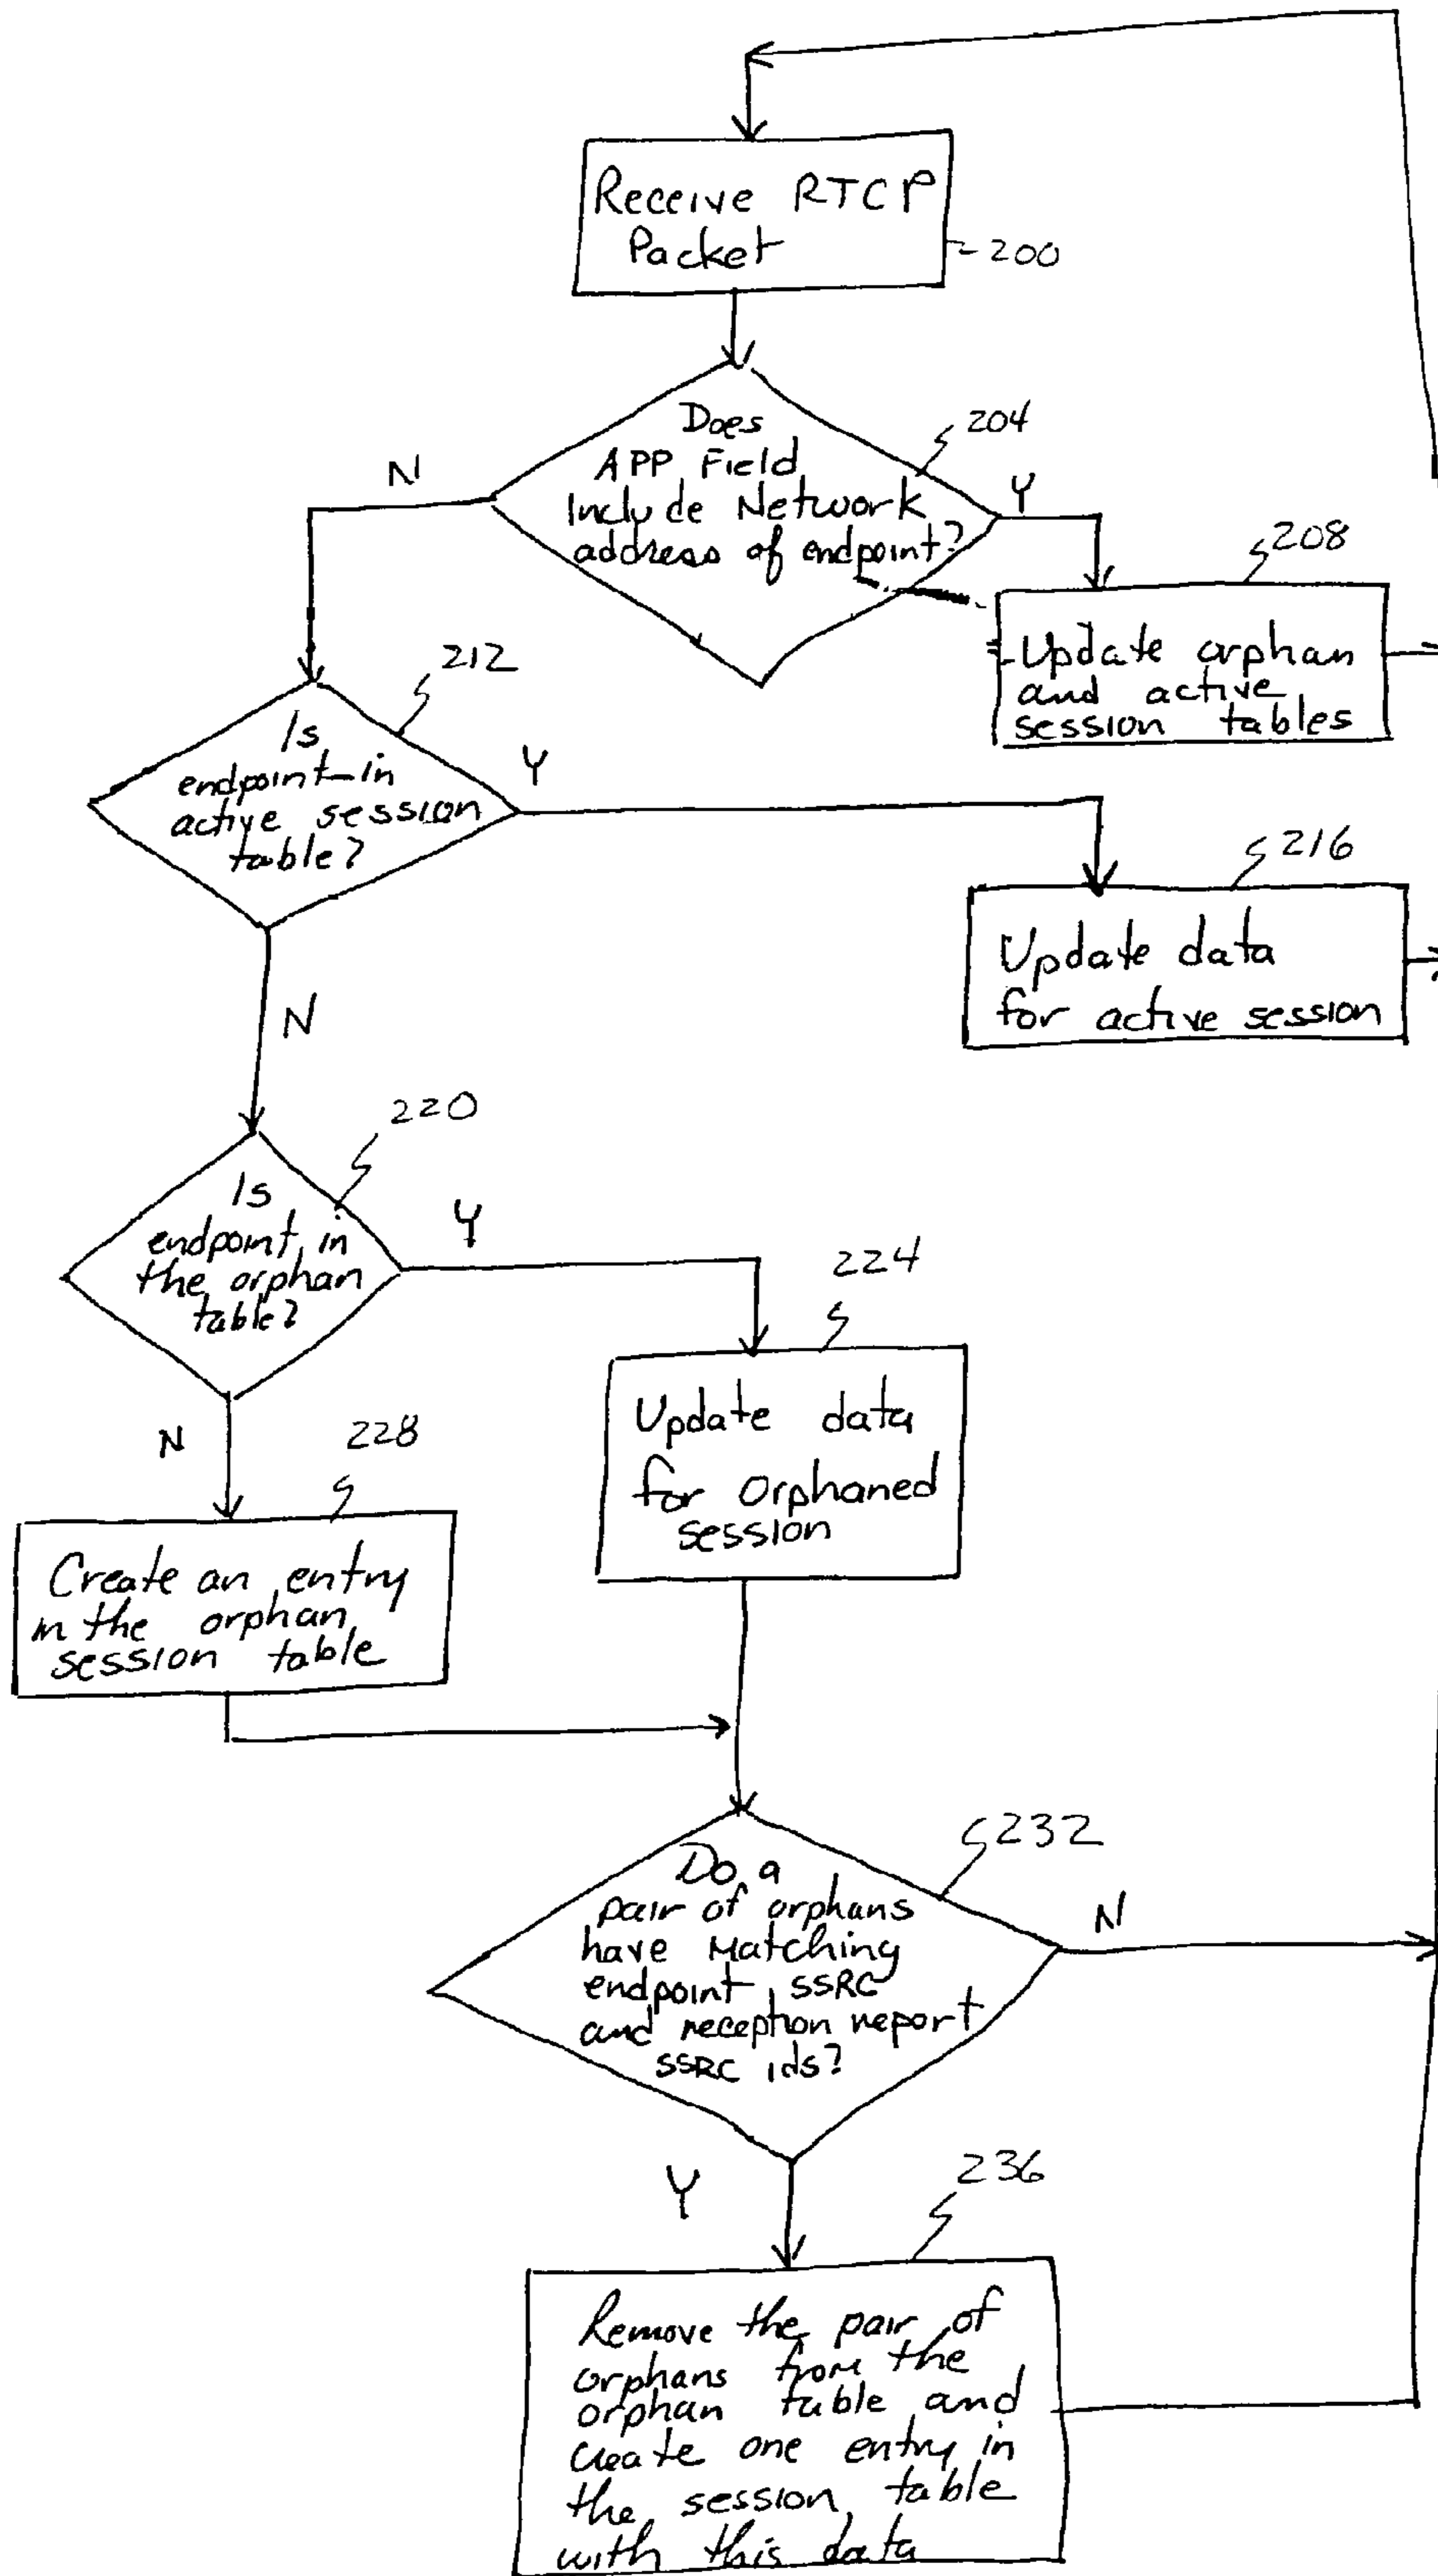 Receive RTCP
Packet
200
Does
APP Field
Include Network
address of endpoint?
204
N
Y
208
Update orphan
and active
session tables
212
Is
endpoint in
active session
table?
Y
216
Update data
for active session
N
220
Is
endpoint in
the orphan
table?
Y
224
Update data
for orphaned
session
N
228
Create an entry
in the orphan
session table
232
Do a
pair of orphans
have Matching
endpoint SSRC
and reception report
SSRC ids?
N
Y
236
Remove the pair of
orphans from the
orphan table and
create one entry in
the session table
with this data